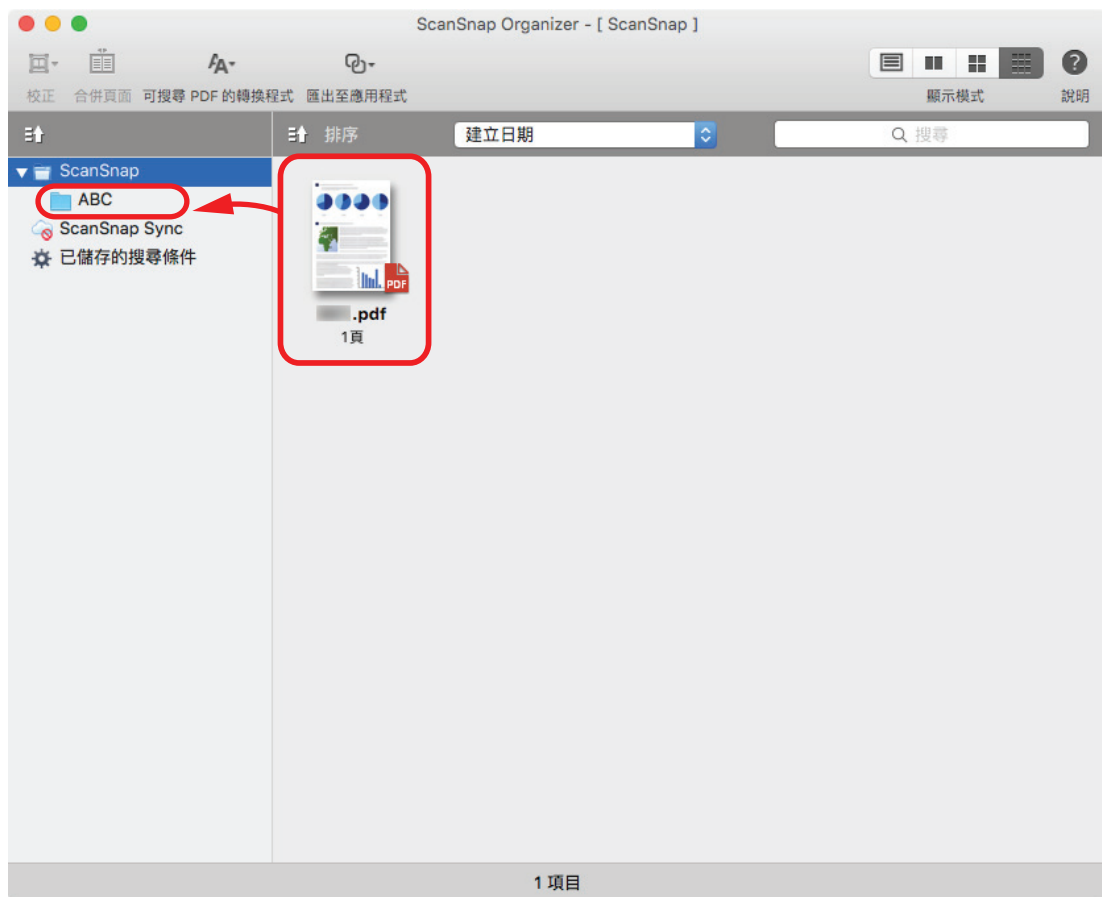 ScanSnap Organizer - [ ScanSnap ]
校正 合併頁面 可搜尋 PDF 的轉換程式 匯出至應用程式 顯示模式 說明
排序 建立日期 搜尋
ScanSnap
ABC
ScanSnap Sync
已儲存的搜尋條件
PDF
.pdf
1頁
1 項目